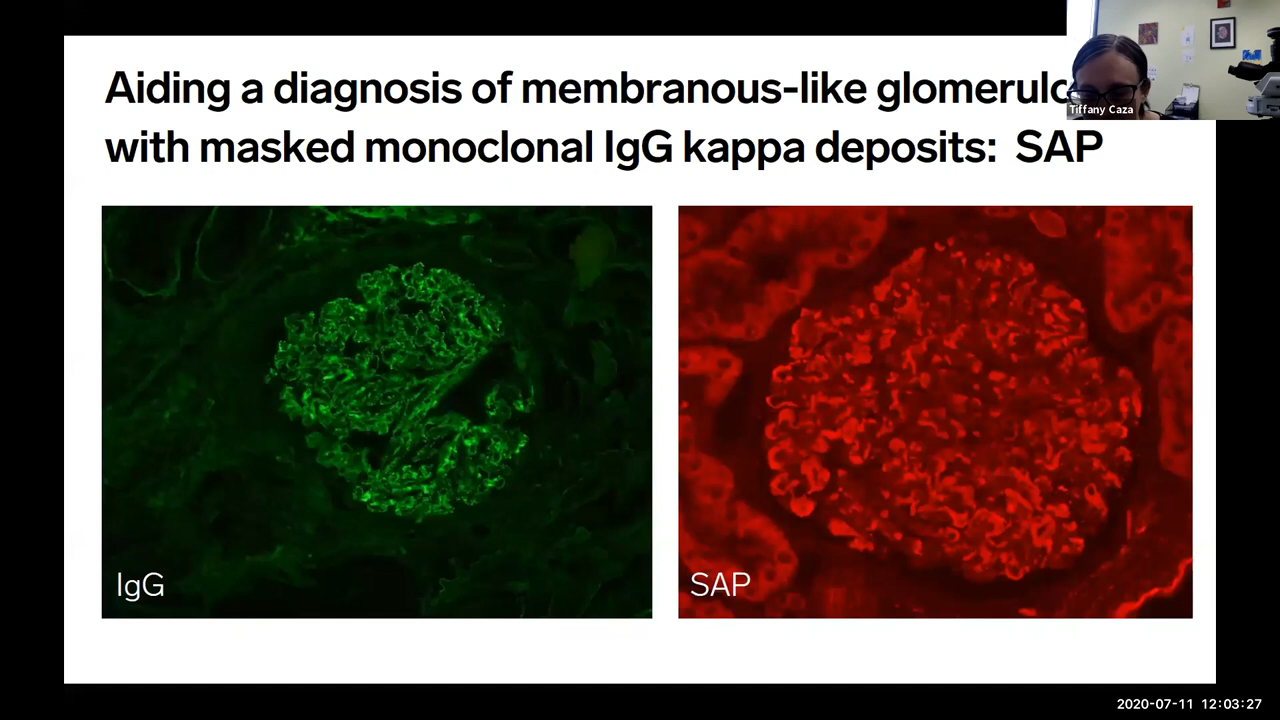 Aiding a diagnosis of membranous-like
with masked monoclonal IgG kappa deposits: SAP
Tiffany Caza
IgG
SAP
2020-07-11 12:03:27